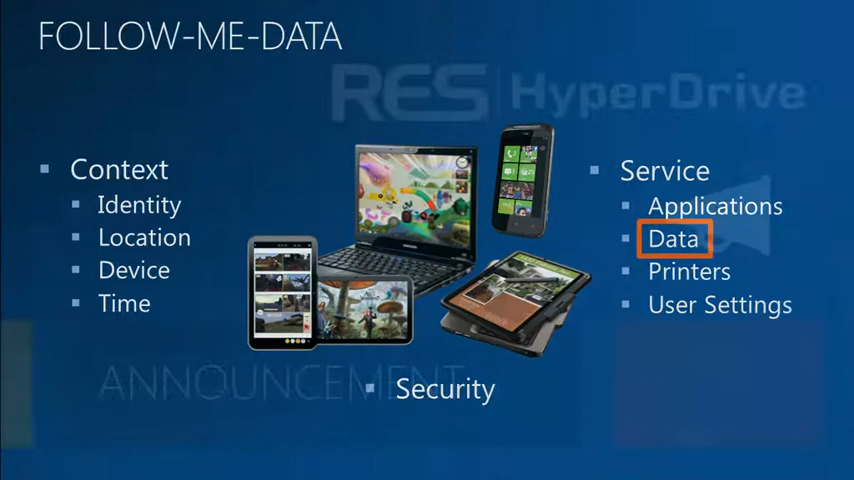 FOLLOW-ME-DATA
RES HyperDrive
Context
Identity
Location
Device
Time
Service
Applications
Data
Printers
User Settings
ANNOUNCEMENT
Security